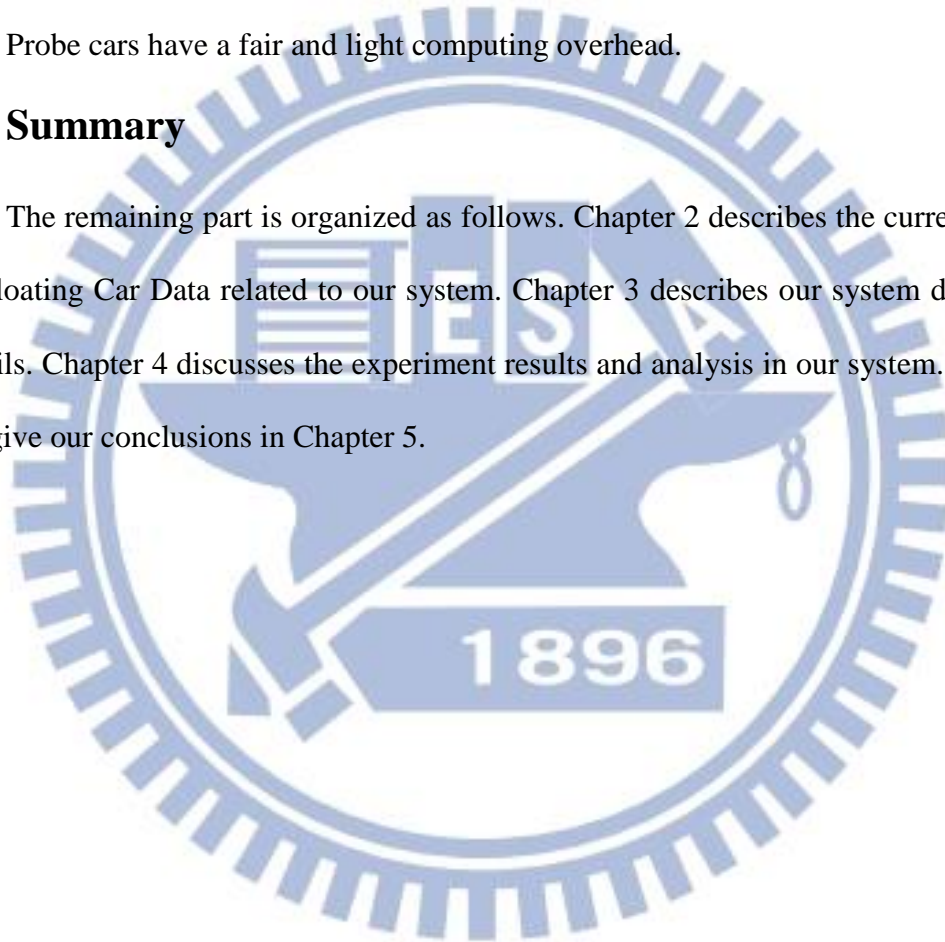 Probe cars have a fair and light computing overhead.
Summary
The remaining part is organized as follows. Chapter 2 describes the curre
loating Car Data related to our system. Chapter 3 describes our system d
ils. Chapter 4 discusses the experiment results and analysis in our system.
give our conclusions in Chapter 5.
E S A
8
1896